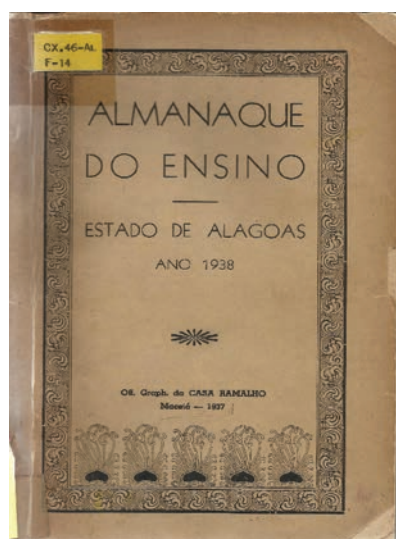 CX.46-AL
F-14
ALMANAQUE
DO ENSINO
ESTADO DE ALAGOAS
ANO 1938
Off. Graph. da CASA RAMALHO
Maceió — 1937